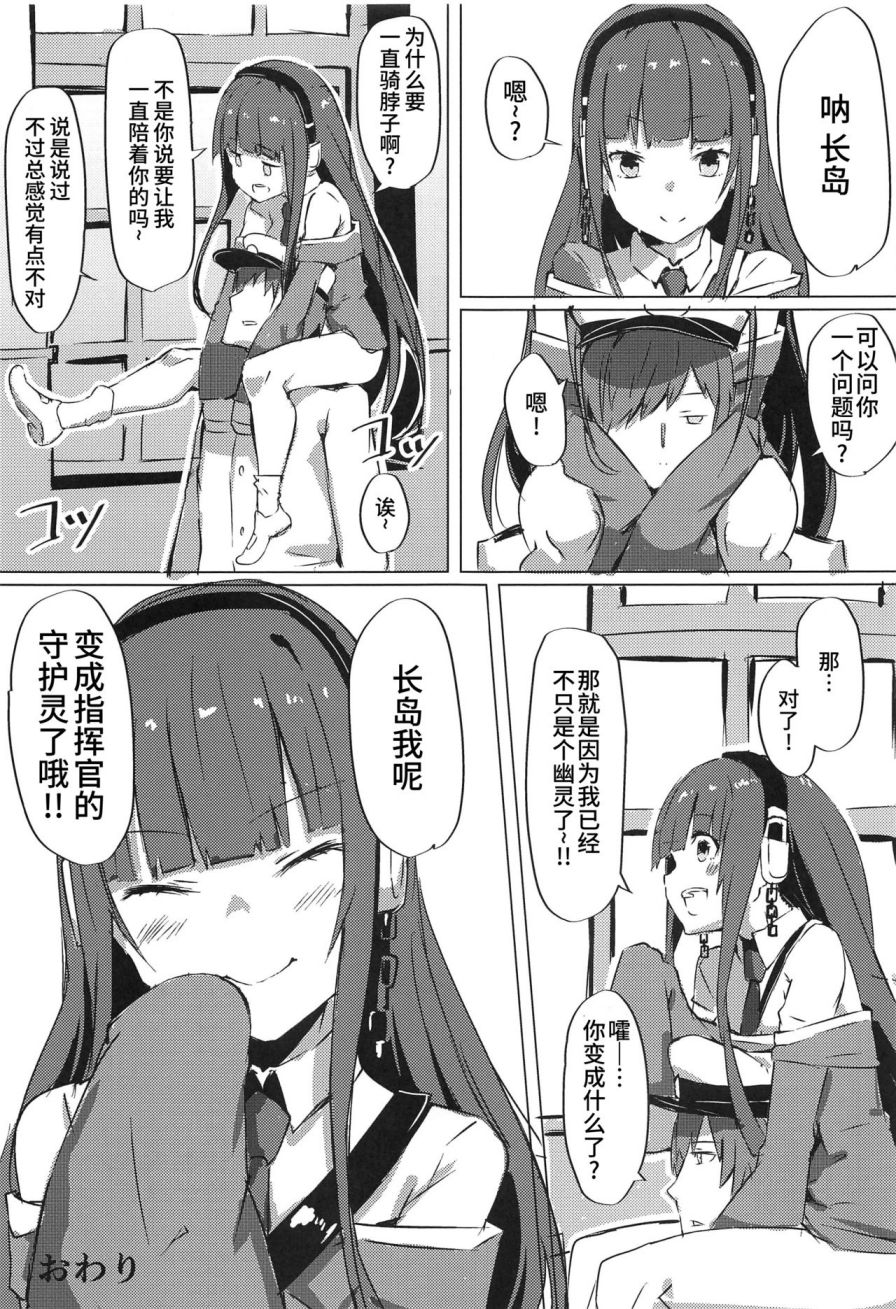 呐 长岛
嗯~?
可以问你
一个问题吗?
嗯!
为什么要
一直骑脖子啊?
不是你说要让我
一直陪着你的吗~
说是说过
不过总感觉有点不对
诶~
コツ
コツ
那…
对了!
那就是因为我已经
不只是个幽灵了~!!
嚯—…
你变成什么了?
长岛我呢
变成指挥官的
守护灵了哦!!
おわり